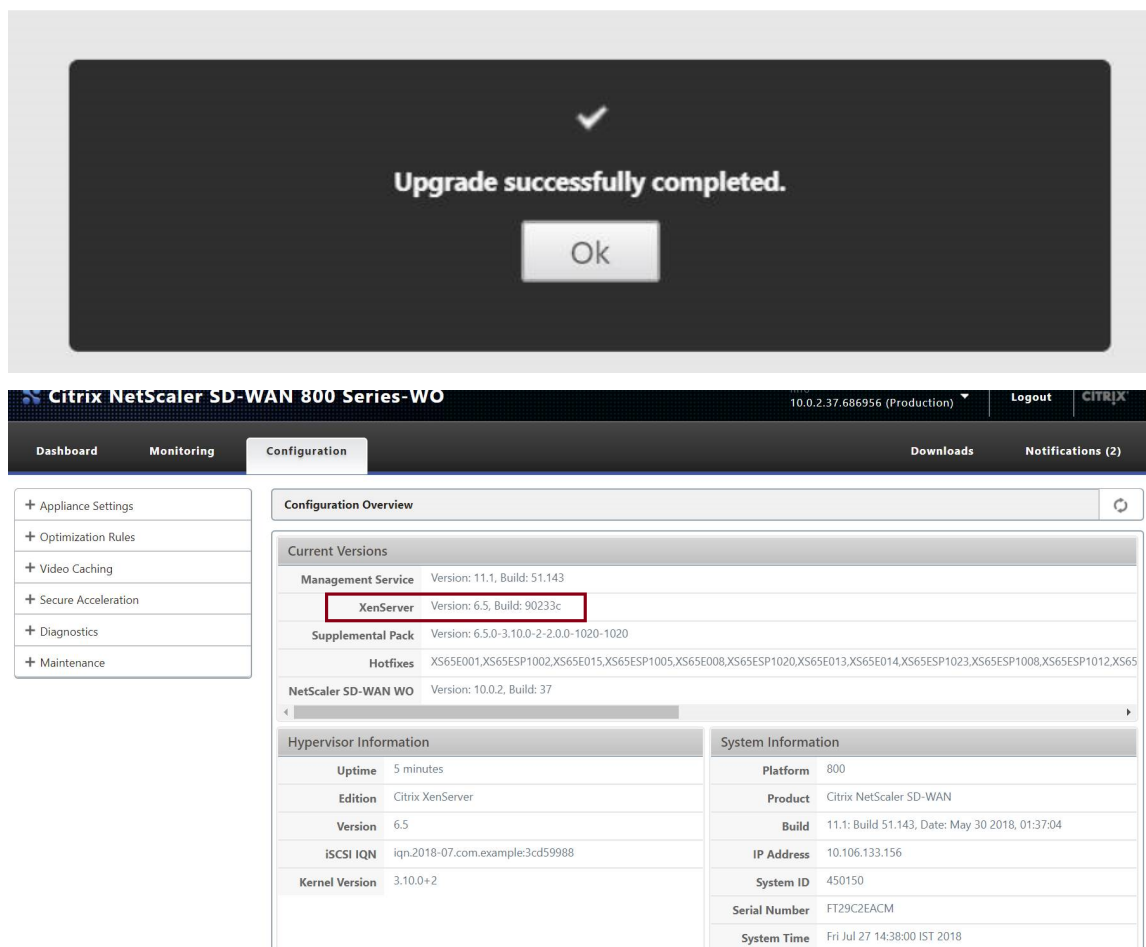 Upgrade successfully completed.
Ok
Citrix NetScaler SD-WAN 800 Series-WO
10.0.2.37.686956 (Production)
Logout
CITRIX
Dashboard
Monitoring
Configuration
Downloads
Notifications (2)
+ Appliance Settings
+ Optimization Rules
+ Video Caching
+ Secure Acceleration
+ Diagnostics
+ Maintenance
Configuration Overview
Current Versions
Management Service Version: 11.1, Build: 51.143
XenServer Version: 6.5, Build: 90233c
Supplemental Pack Version: 6.5.0-3.10.0-2-2.0.0-1020-1020
Hotfixes XS65E001,XS65ESP1002,XS65E015,XS65ESP1005,XS65E008,XS65ESP1020,XS65E013,XS65E014,XS65ESP1023,XS65ESP1008,XS65ESP1012,XS65
NetScaler SD-WAN WO Version: 10.0.2, Build: 37
Hypervisor Information
Uptime 5 minutes
Edition Citrix XenServer
Version 6.5
iSCSI IQN iqn.2018-07.com.example:3cd59988
Kernel Version 3.10.0+2
System Information
Platform 800
Product Citrix NetScaler SD-WAN
Build 11.1: Build 51.143, Date: May 30 2018, 01:37:04
IP Address 10.106.133.156
System ID 450150
Serial Number FT29C2EACM
System Time Fri Jul 27 14:38:00 IST 2018